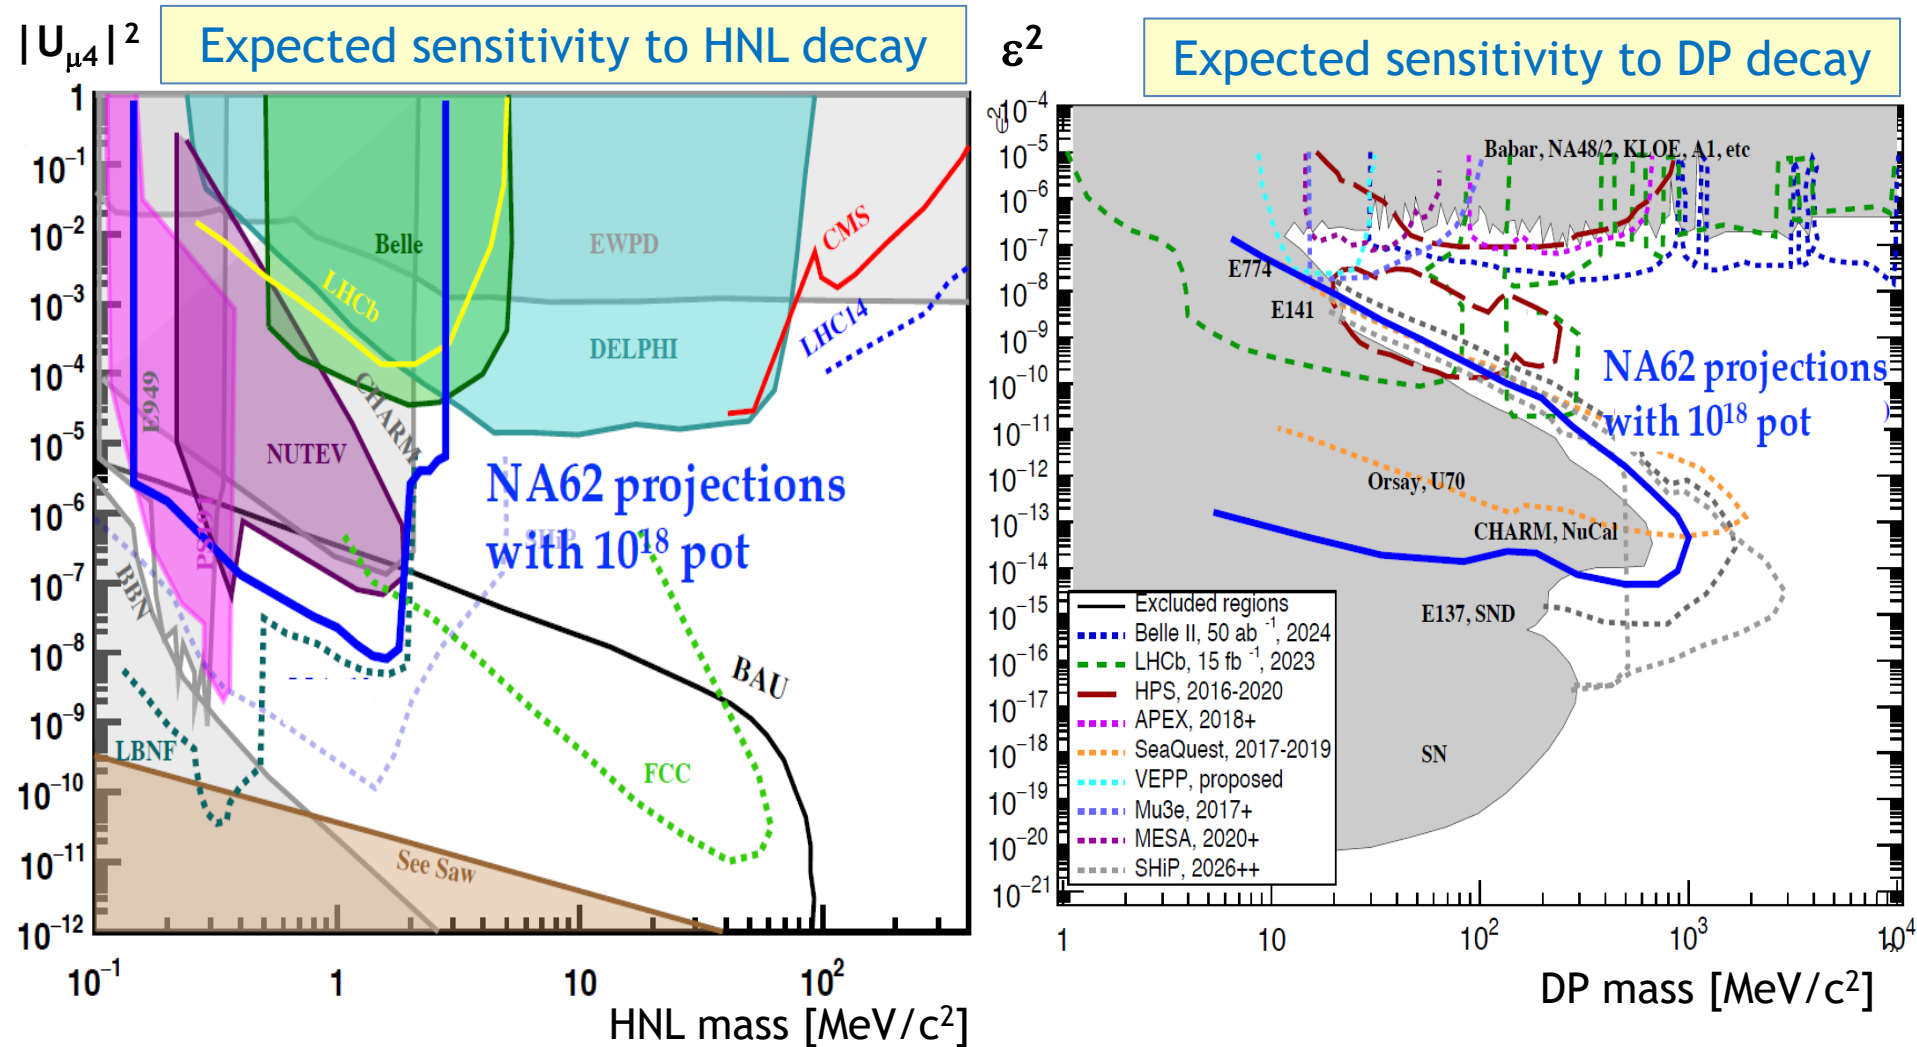 |Uμ4|²
Expected sensitivity to HNL decay
1
10⁻¹
10⁻²
10⁻³
10⁻⁴
10⁻⁵
10⁻⁶
10⁻⁷
10⁻⁸
10⁻⁹
10⁻¹⁰
10⁻¹¹
10⁻¹²
Belle
EWPD
CMS
LHCb
LHC14
DELPHI
E949
CHARM
NUTEV
NA62 projections
with 10¹⁸ pot
SHiP
PS191
BBN
BAU
LBNF
FCC
See Saw
10⁻¹
1
10
10²
HNL mass [MeV/c²]
ε²
Expected sensitivity to DP decay
ϵ²
10⁻⁴
10⁻⁵
10⁻⁶
10⁻⁷
10⁻⁸
10⁻⁹
10⁻¹⁰
10⁻¹¹
10⁻¹²
10⁻¹³
10⁻¹⁴
10⁻¹⁵
10⁻¹⁶
10⁻¹⁷
10⁻¹⁸
10⁻¹⁹
10⁻²⁰
10⁻²¹
Babar, NA48/2, KLOE, A1, etc
E774
E141
NA62 projections
with 10¹⁸ pot
)
Orsay, U70
CHARM, NuCal
E137, SND
SN
Excluded regions
Belle II, 50 ab⁻¹, 2024
LHCb, 15 fb⁻¹, 2023
HPS, 2016-2020
APEX, 2018+
SeaQuest, 2017-2019
VEPP, proposed
Mu3e, 2017+
MESA, 2020+
SHiP, 2026++
1
10
10²
10³
10⁴
DP mass [MeV/c²]